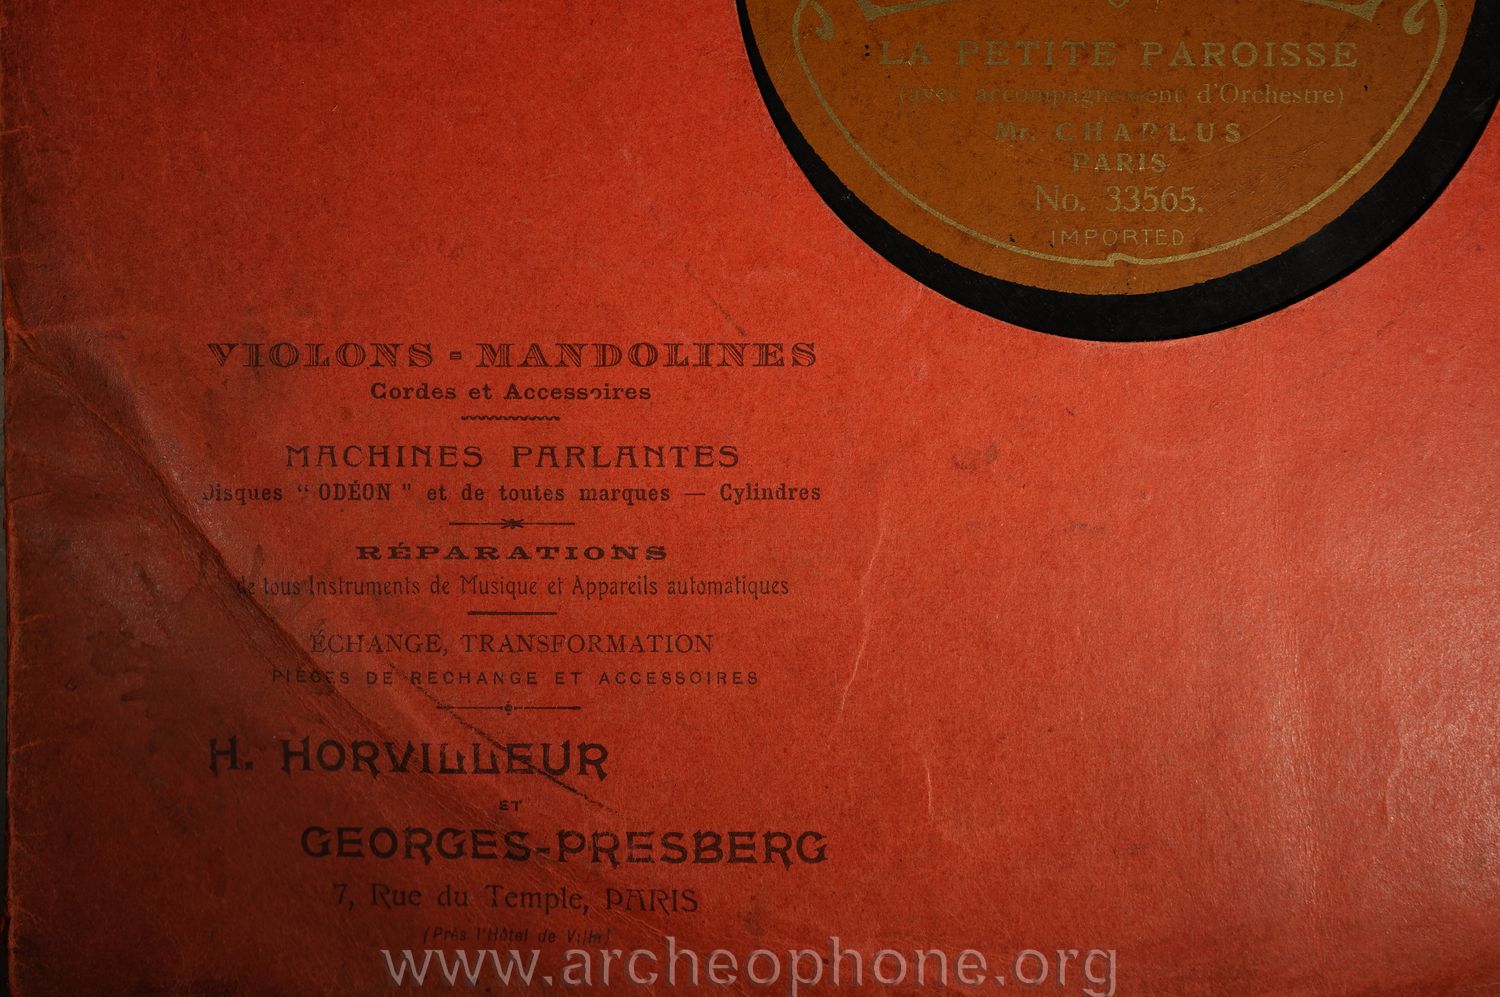 LA PETITE PAROISSE
(avec accompagnement d'Orchestre)
Mr. CHARLUS
PARIS
No. 33565.
IMPORTED
VIOLONS - MANDOLINES
Cordes et Accessoires
MACHINES PARLANTES
Disques “ ODÉON ” et de toutes marques — Cylindres
RÉPARATIONS
de tous Instruments de Musique et Appareils automatiques
ÉCHANGE, TRANSFORMATION
PIÈCES DE RECHANGE ET ACCESSOIRES
H. HORVILLEUR
ET
GEORGES-PRESBERG
7, Rue du Temple, PARIS
(Près l'Hôtel de Ville)
www.archeophone.org